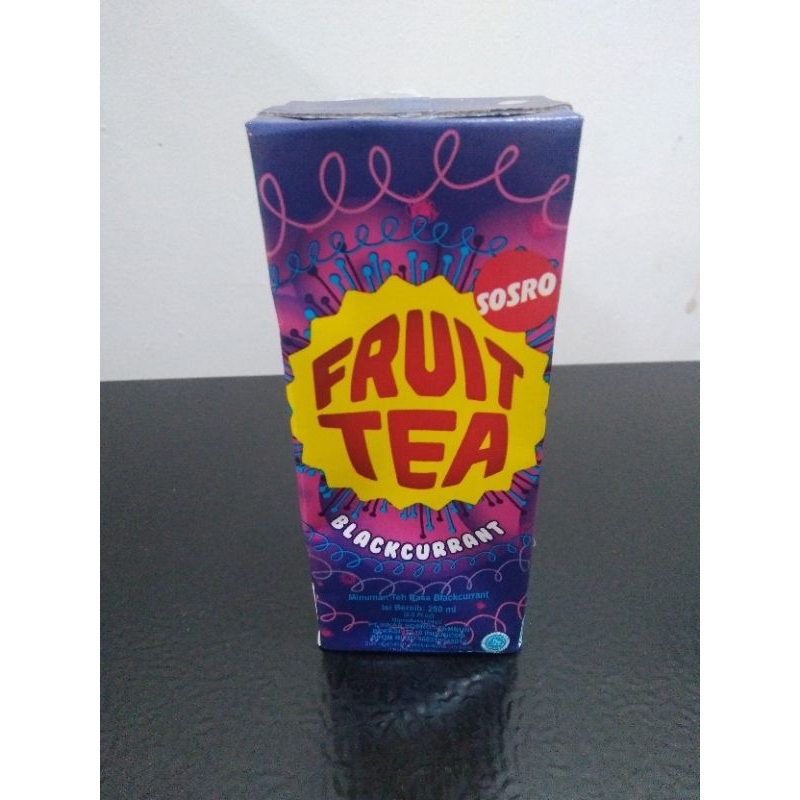 SOSRO
FRUIT
TEA
BLACKCURRANT
Minuman Teh Rasa Blackcurrant
Isi Bersih: 250 ml